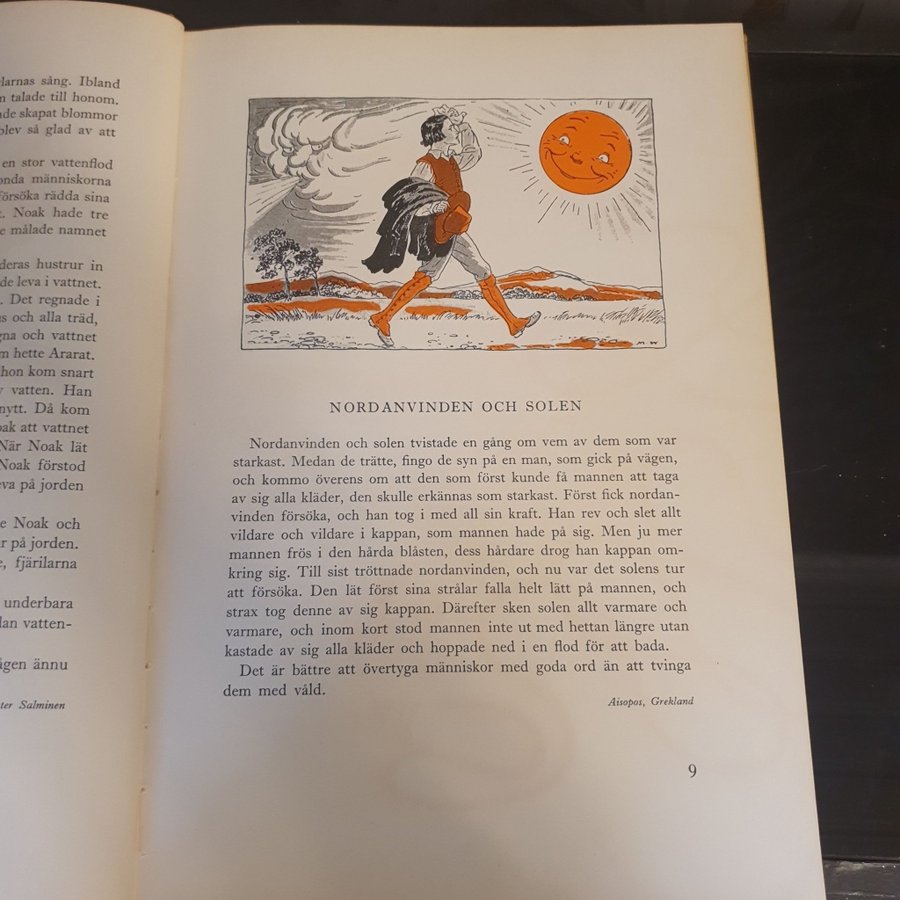 larnas sång. Ibland
talade till honom.
skapat blommor
blev så glad av att
en stor vattenflod
onda människorna
försöka rädda sina
Noak hade tre
målade namnet
deras hustrur in
de leva i vattnet.
Det regnade i
och alla träd,
och vattnet
hette Ararat.
hon kom snart
vatten. Han
nytt. Då kom
att vattnet
När Noak lät
Noak förstod
leva på jorden
Noak och
på jorden.
fjärilarna
underbara
vatten-
ågen ännu
ter Salminen
M W
NORDANVINDEN OCH SOLEN
Nordanvinden och solen tvistade en gång om vem av dem som var
starkast. Medan de trätte, fingo de syn på en man, som gick på vägen,
och kommo överens om att den som först kunde få mannen att taga
av sig alla kläder, den skulle erkännas som starkast. Först fick nordan-
vinden försöka, och han tog i med all sin kraft. Han rev och slet allt
vildare och vildare i kappan, som mannen hade på sig. Men ju mer
mannen frös i den hårda blåsten, dess hårdare drog han kappan om-
kring sig. Till sist tröttnade nordanvinden, och nu var det solens tur
att försöka. Den lät först sina strålar falla helt lätt på mannen, och
strax tog denne av sig kappan. Därefter sken solen allt varmare och
varmare, och inom kort stod mannen inte ut med hettan längre utan
kastade av sig alla kläder och hoppade ned i en flod för att bada.
Det är bättre att övertyga människor med goda ord än att tvinga
dem med våld.
Aisopos, Grekland
9